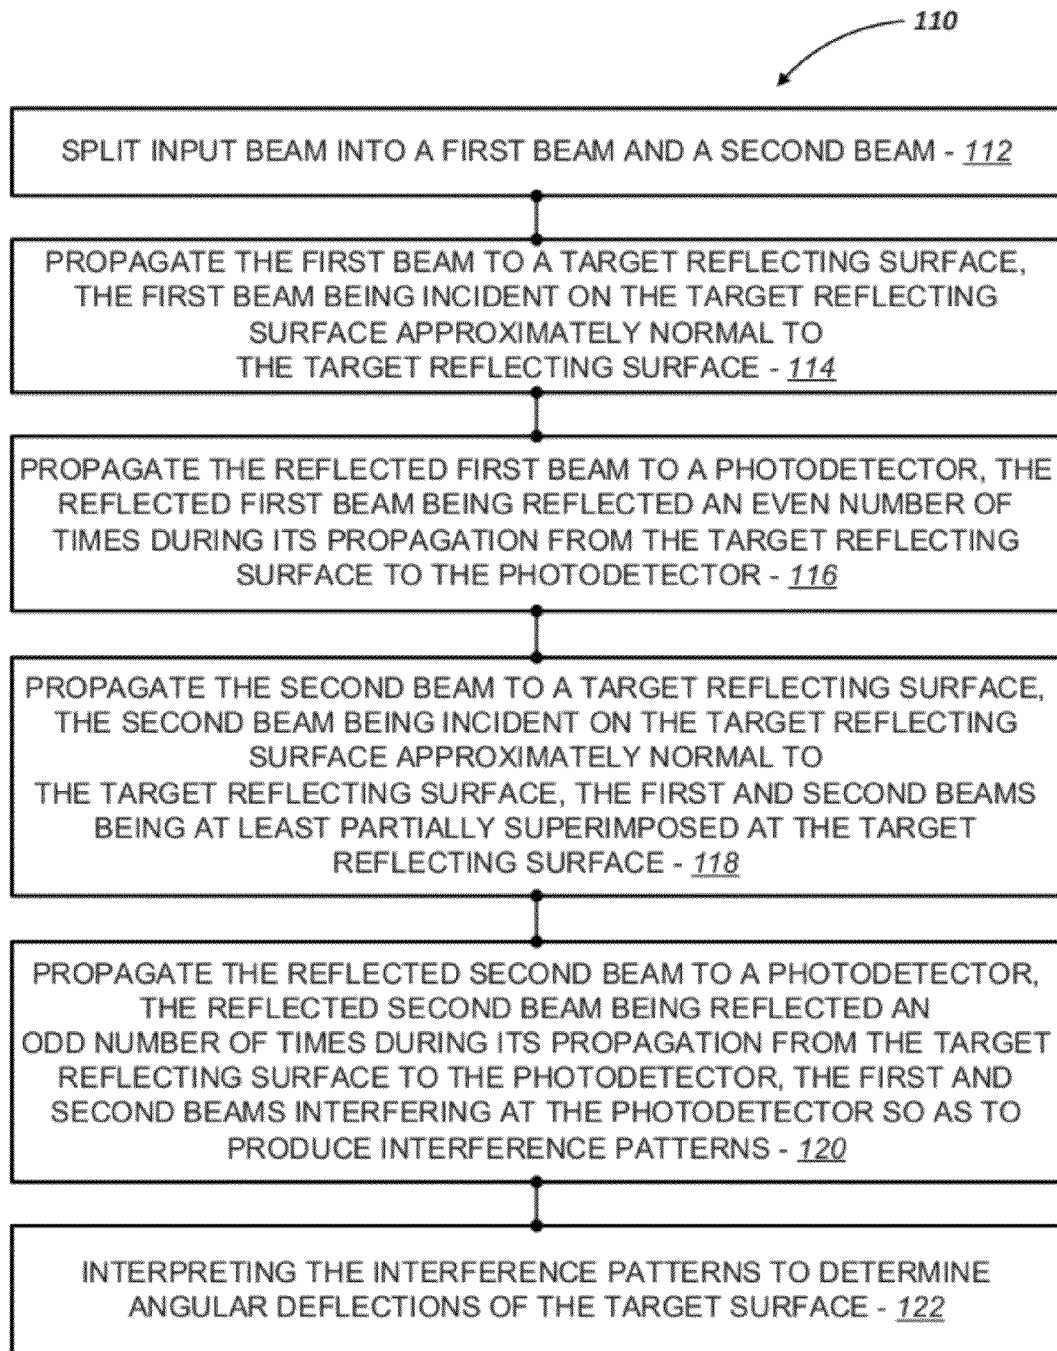 110
SPLIT INPUT BEAM INTO A FIRST BEAM AND A SECOND BEAM - 112
PROPAGATE THE FIRST BEAM TO A TARGET REFLECTING SURFACE,
THE FIRST BEAM BEING INCIDENT ON THE TARGET REFLECTING
SURFACE APPROXIMATELY NORMAL TO
THE TARGET REFLECTING SURFACE - 114
PROPAGATE THE REFLECTED FIRST BEAM TO A PHOTODETECTOR, THE
REFLECTED FIRST BEAM BEING REFLECTED AN EVEN NUMBER OF
TIMES DURING ITS PROPAGATION FROM THE TARGET REFLECTING
SURFACE TO THE PHOTODETECTOR - 116
PROPAGATE THE SECOND BEAM TO A TARGET REFLECTING SURFACE,
THE SECOND BEAM BEING INCIDENT ON THE TARGET REFLECTING
SURFACE APPROXIMATELY NORMAL TO
THE TARGET REFLECTING SURFACE, THE FIRST AND SECOND BEAMS
BEING AT LEAST PARTIALLY SUPERIMPOSED AT THE TARGET
REFLECTING SURFACE - 118
PROPAGATE THE REFLECTED SECOND BEAM TO A PHOTODETECTOR,
THE REFLECTED SECOND BEAM BEING REFLECTED AN
ODD NUMBER OF TIMES DURING ITS PROPAGATION FROM THE TARGET
REFLECTING SURFACE TO THE PHOTODETECTOR, THE FIRST AND
SECOND BEAMS INTERFERING AT THE PHOTODETECTOR SO AS TO
PRODUCE INTERFERENCE PATTERNS - 120
INTERPRETING THE INTERFERENCE PATTERNS TO DETERMINE
ANGULAR DEFLECTIONS OF THE TARGET SURFACE - 122